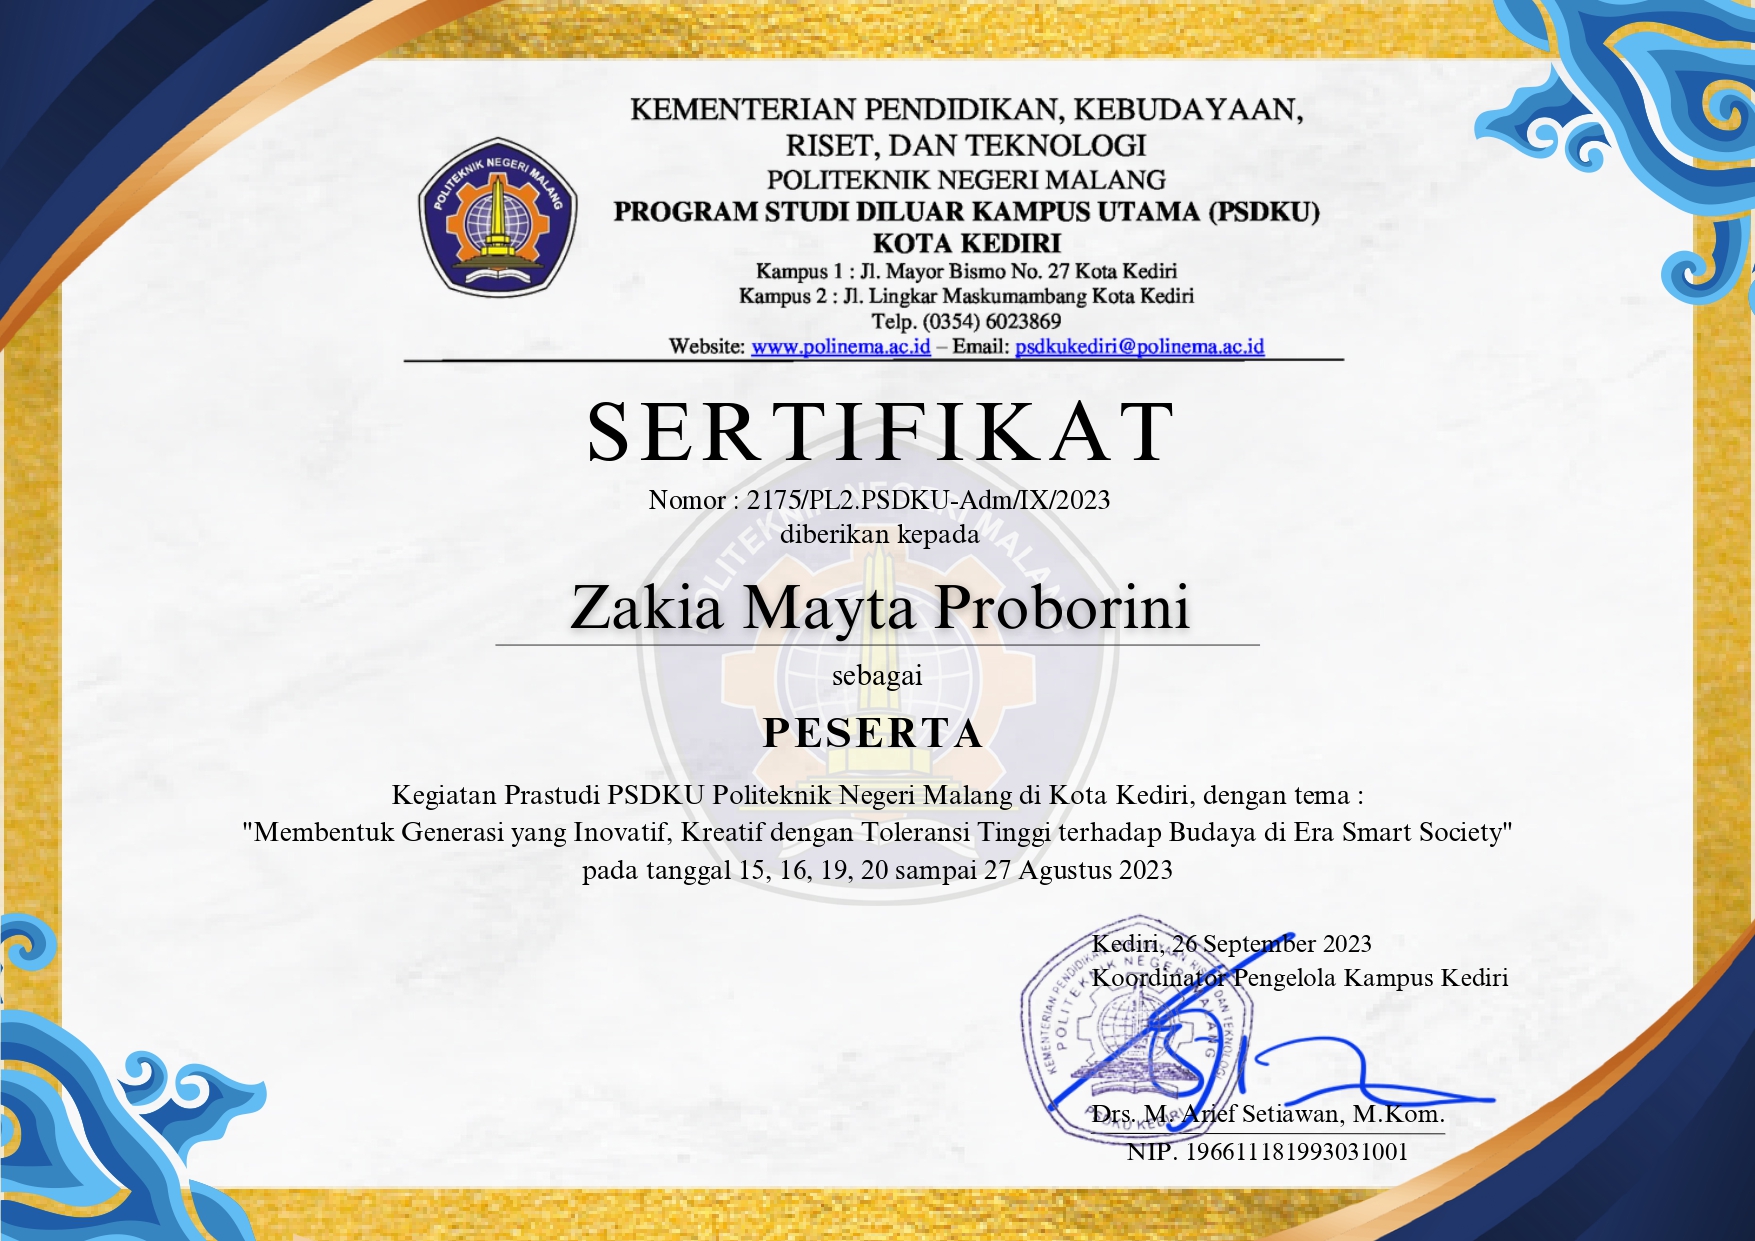 POLITEKNIK NEGERI MALANG
KEMENTERIAN PENDIDIKAN, KEBUDAYAAN,
RISET, DAN TEKNOLOGI
POLITEKNIK NEGERI MALANG
PROGRAM STUDI DILUAR KAMPUS UTAMA (PSDKU)
KOTA KEDIRI
Kampus 1 : Jl. Mayor Bismo No. 27 Kota Kediri
Kampus 2 : Jl. Lingkar Maskumambang Kota Kediri
Telp. (0354) 6023869
Website: www.polinema.ac.id – Email: psdkukediri@polinema.ac.id
SERTIFIKAT
Nomor : 2175/PL2.PSDKU-Adm/IX/2023
diberikan kepada
POLITEKNIK NEGERI MALANG
Zakia Mayta Proborini
sebagai
PESERTA
Kegiatan Prastudi PSDKU Politeknik Negeri Malang di Kota Kediri, dengan tema :
"Membentuk Generasi yang Inovatif, Kreatif dengan Toleransi Tinggi terhadap Budaya di Era Smart Society"
pada tanggal 15, 16, 19, 20 sampai 27 Agustus 2023
Kediri, 26 September 2023
Koordinator Pengelola Kampus Kediri
KEMENTERIAN PENDIDIKAN KEBUDAYAAN RISET DAN TEKNOLOGI
POLITEKNIK NEGERI MALANG
PSDKU KEDIRI
Drs. M. Arief Setiawan, M.Kom.
NIP. 196611181993031001